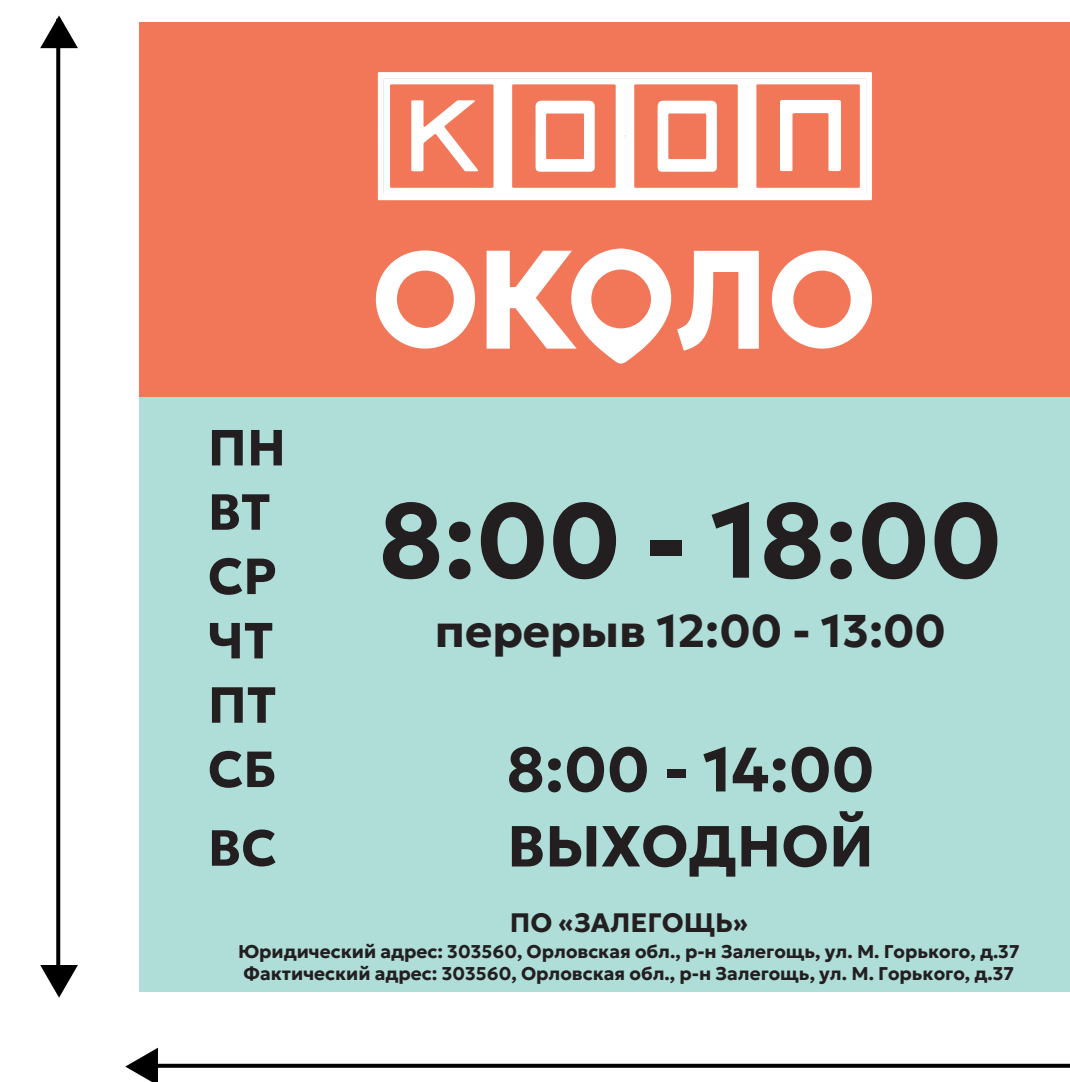 КООП
ОКОЛО
ПН
ВТ
СР
ЧТ
ПТ
8:00 - 18:00
перерыв 12:00 - 13:00
СБ 8:00 - 14:00
ВС ВЫХОДНОЙ
ПО «ЗАЛЕГОЩЬ»
Юридический адрес: 303560, Орловская обл., р-н Залегощь, ул. М. Горького, д.37
Фактический адрес: 303560, Орловская обл., р-н Залегощь, ул. М. Горького, д.37